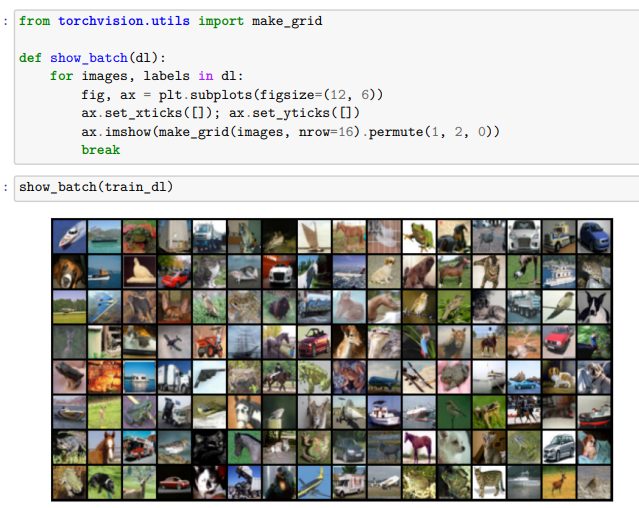 : from torchvision.utils import make_grid
def show_batch(dl):
    for images, labels in dl:
        fig, ax = plt.subplots(figsize=(12, 6))
        ax.set_xticks([]); ax.set_yticks([])
        ax.imshow(make_grid(images, nrow=16).permute(1, 2, 0))
        break
: show_batch(train_dl)